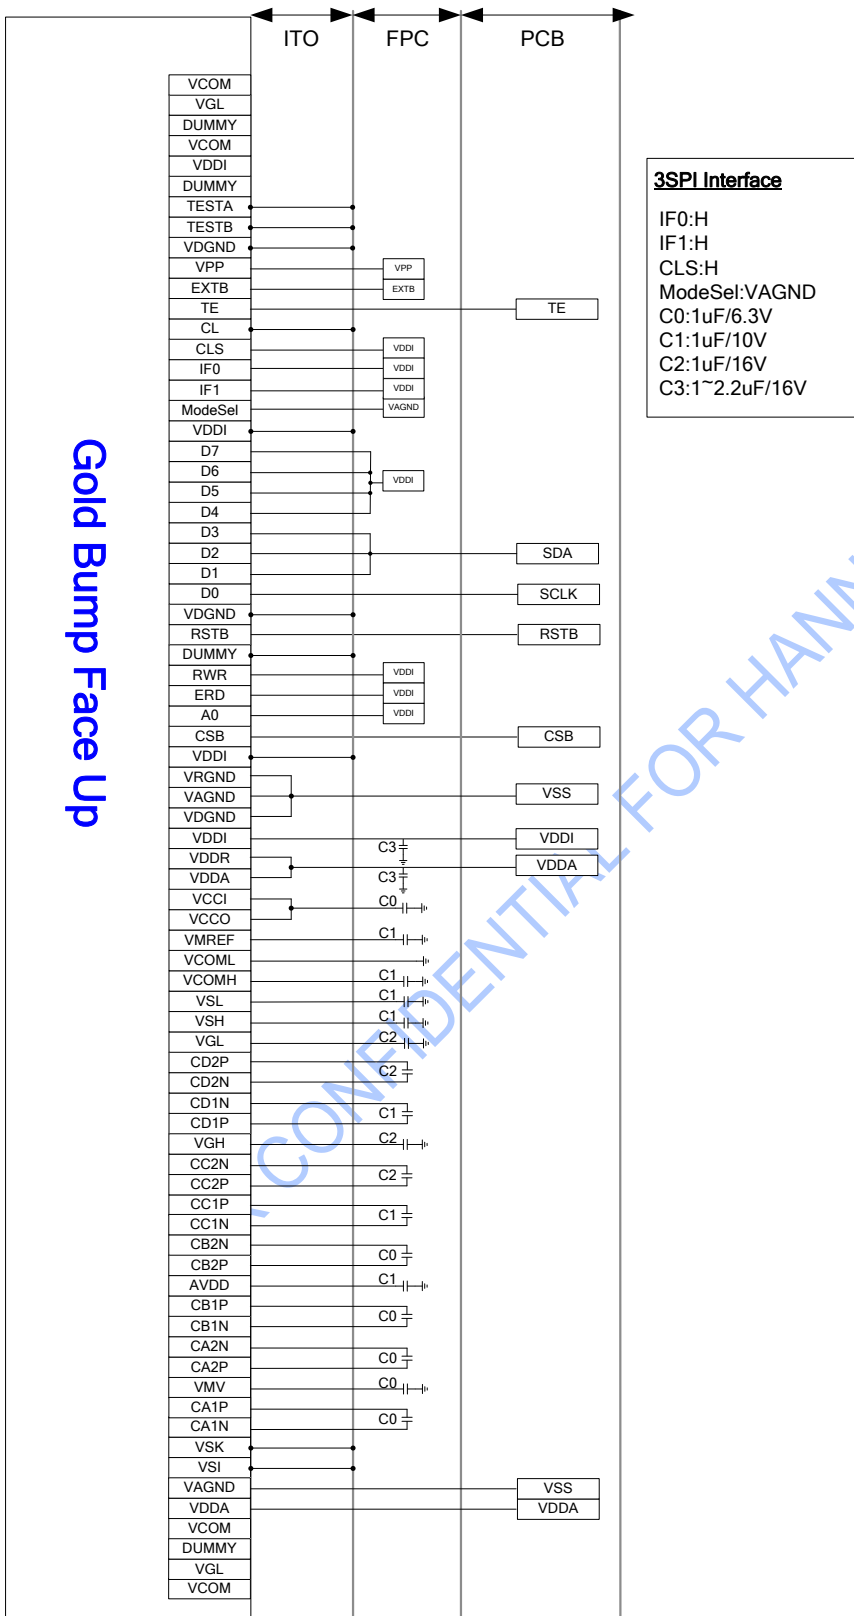 ITO FPC PCB
VCOM
VGL
DUMMY
VCOM
VDDI
DUMMY
TESTA
TESTB
VDGND
VPP VPP
EXTB EXTB
TE TE
CL
CLS VDDI
IF0 VDDI
IF1 VDDI
ModeSel VAGND
VDDI
D7
D6
D5 VDDI
D4
D3
D2 SDA
D1
D0 SCLK
VDGND
RSTB RSTB
DUMMY
RWR VDDI
ERD VDDI
A0 VDDI
CSB CSB
VDDI
VRGND
VAGND VSS
VDGND
VDDI C3 VDDI
VDDR VDDA
VDDA C3
VCCI C0
VCCO
VMREF C1
VCOML
VCOMH C1
VSL C1
VSH C1
VGL C2
CD2P C2
CD2N
CD1N C1
CD1P
VGH C2
CC2N C2
CC2P
CC1P C1
CC1N
CB2N C0
CB2P
AVDD C1
CB1P C0
CB1N
CA2N C0
CA2P
VMV C0
CA1P C0
CA1N
VSK
VSI
VAGND VSS
VDDA VDDA
VCOM
DUMMY
VGL
VCOM
Gold Bump Face Up
3SPI Interface
IF0:H
IF1:H
CLS:H
ModeSel:VAGND
C0:1uF/6.3V
C1:1uF/10V
C2:1uF/16V
C3:1~2.2uF/16V
CONFIDENTIAL FOR